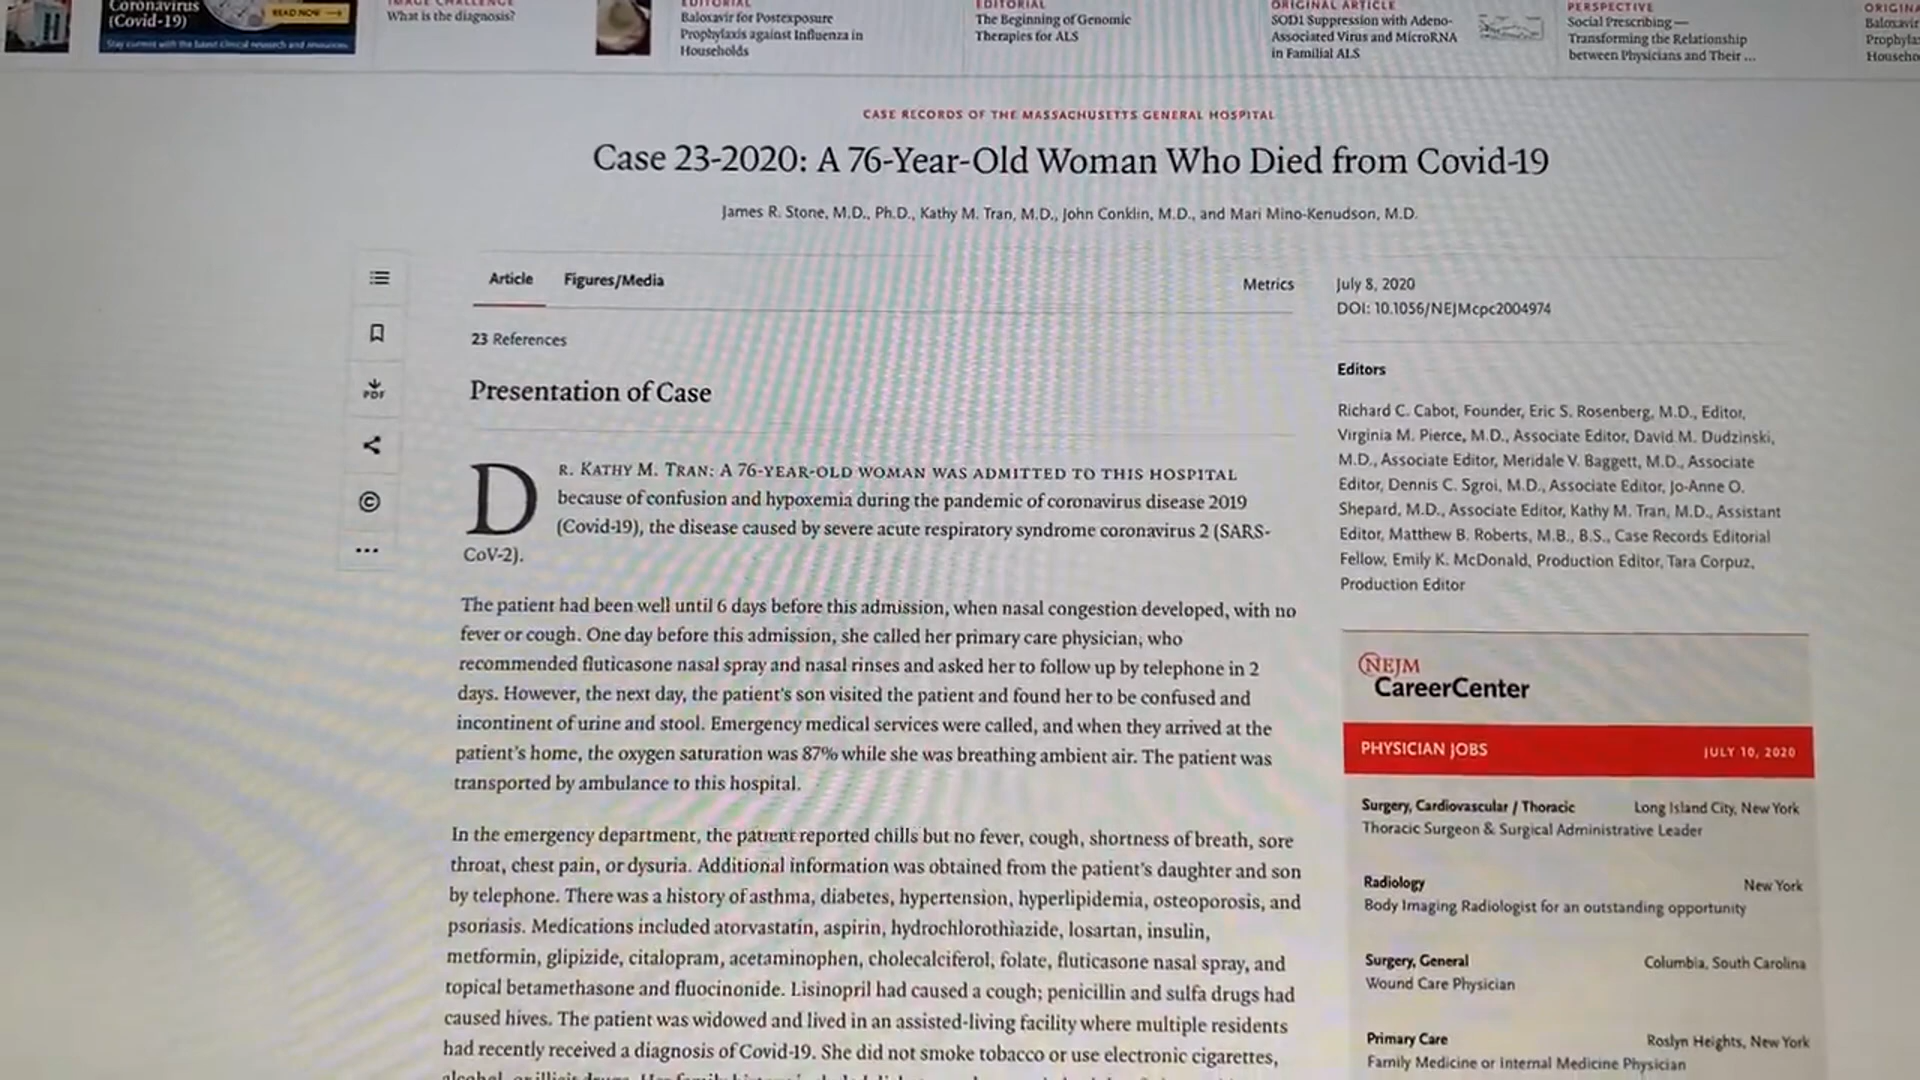 Coronavirus
(Covid-19)
READ NOW
Stay current with the latest clinical research and resources.
IMAGE CHALLENGE
What is the diagnosis?
EDITORIAL
Baloxavir for Postexposure
Prophylaxis against Influenza in
Households
EDITORIAL
The Beginning of Genomic
Therapies for ALS
ORIGINAL ARTICLE
SOD1 Suppression with Adeno-
Associated Virus and MicroRNA
in Familial ALS
PERSPECTIVE
Social Prescribing —
Transforming the Relationship
between Physicians and Their ...
ORIGINA
Baloxavir
Prophyla
Househo
CASE RECORDS OF THE MASSACHUSETTS GENERAL HOSPITAL
Case 23-2020: A 76-Year-Old Woman Who Died from Covid-19
James R. Stone, M.D., Ph.D., Kathy M. Tran, M.D., John Conklin, M.D., and Mari Mino-Kenudson, M.D.
Article Figures/Media Metrics
23 References
PDF
Presentation of Case
DR. KATHY M. TRAN: A 76-YEAR-OLD WOMAN WAS ADMITTED TO THIS HOSPITAL
because of confusion and hypoxemia during the pandemic of coronavirus disease 2019
(Covid-19), the disease caused by severe acute respiratory syndrome coronavirus 2 (SARS-
CoV-2).
The patient had been well until 6 days before this admission, when nasal congestion developed, with no
fever or cough. One day before this admission, she called her primary care physician, who
recommended fluticasone nasal spray and nasal rinses and asked her to follow up by telephone in 2
days. However, the next day, the patient's son visited the patient and found her to be confused and
incontinent of urine and stool. Emergency medical services were called, and when they arrived at the
patient's home, the oxygen saturation was 87% while she was breathing ambient air. The patient was
transported by ambulance to this hospital.
In the emergency department, the patient reported chills but no fever, cough, shortness of breath, sore
throat, chest pain, or dysuria. Additional information was obtained from the patient's daughter and son
by telephone. There was a history of asthma, diabetes, hypertension, hyperlipidemia, osteoporosis, and
psoriasis. Medications included atorvastatin, aspirin, hydrochlorothiazide, losartan, insulin,
metformin, glipizide, citalopram, acetaminophen, cholecalciferol, folate, fluticasone nasal spray, and
topical betamethasone and fluocinonide. Lisinopril had caused a cough; penicillin and sulfa drugs had
caused hives. The patient was widowed and lived in an assisted-living facility where multiple residents
had recently received a diagnosis of Covid-19. She did not smoke tobacco or use electronic cigarettes,
July 8, 2020
DOI: 10.1056/NEJMcpc2004974
Editors
Richard C. Cabot, Founder, Eric S. Rosenberg, M.D., Editor,
Virginia M. Pierce, M.D., Associate Editor, David M. Dudzinski,
M.D., Associate Editor, Meridale V. Baggett, M.D., Associate
Editor, Dennis C. Sgroi, M.D., Associate Editor, Jo-Anne O.
Shepard, M.D., Associate Editor, Kathy M. Tran, M.D., Assistant
Editor, Matthew B. Roberts, M.B., B.S., Case Records Editorial
Fellow, Emily K. McDonald, Production Editor, Tara Corpuz,
Production Editor
NEJM
CareerCenter
PHYSICIAN JOBS JULY 10, 2020
Surgery, Cardiovascular / Thoracic Long Island City, New York
Thoracic Surgeon & Surgical Administrative Leader
Radiology New York
Body Imaging Radiologist for an outstanding opportunity
Surgery, General Columbia, South Carolina
Wound Care Physician
Primary Care Roslyn Heights, New York
Family Medicine or Internal Medicine Physician